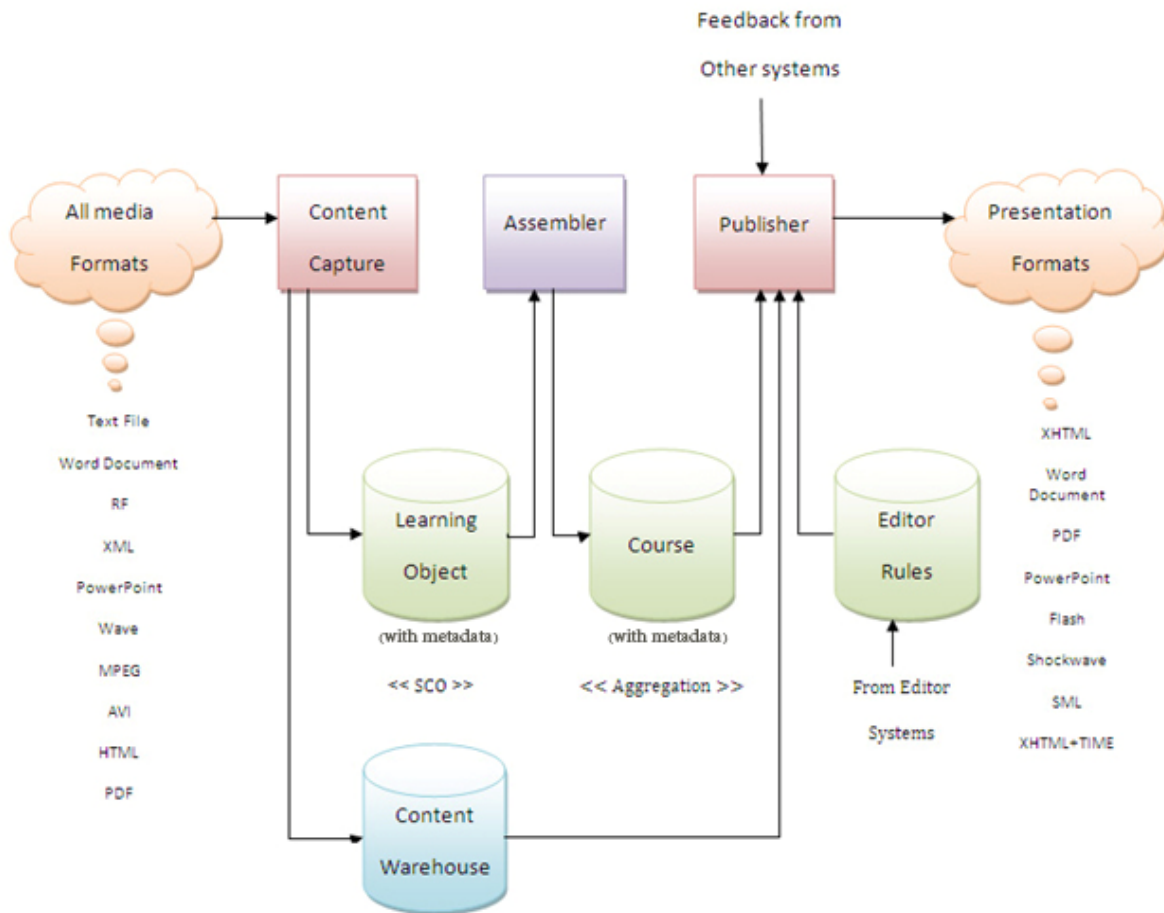 Feedback from
Other systems
All media
Formats
Content
Capture
Assembler
Publisher
Presentation
Formats
Text File
Word Document
RF
XML
PowerPoint
Wave
MPEG
AVI
HTML
PDF
Learning
Object
(with metadata)
<< SCO >>
Course
(with metadata)
<< Aggregation >>
Editor
Rules
From Editor
Systems
XHTML
Word
Document
PDF
PowerPoint
Flash
Shockwave
SML
XHTML+TIME
Content
Warehouse